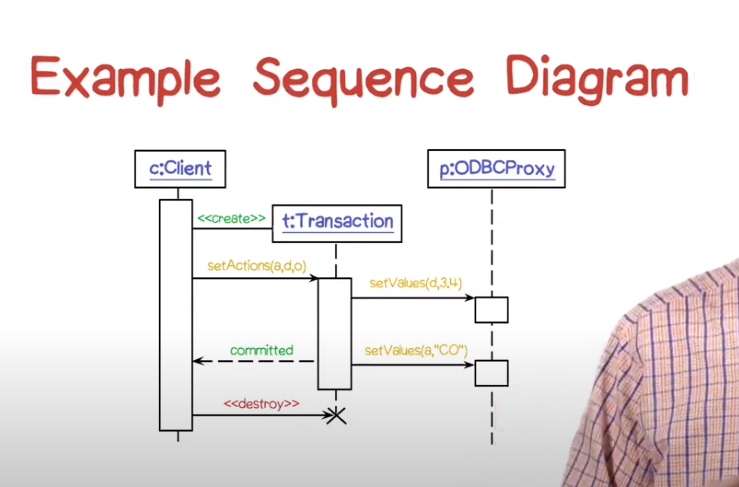 Example Sequence Diagram
c:Client
p:ODBCProxy
<<create>>
t:Transaction
setActions(a,d,o)
setValues(d,3.4)
committed
setValues(a,"CO")
<<destroy>>